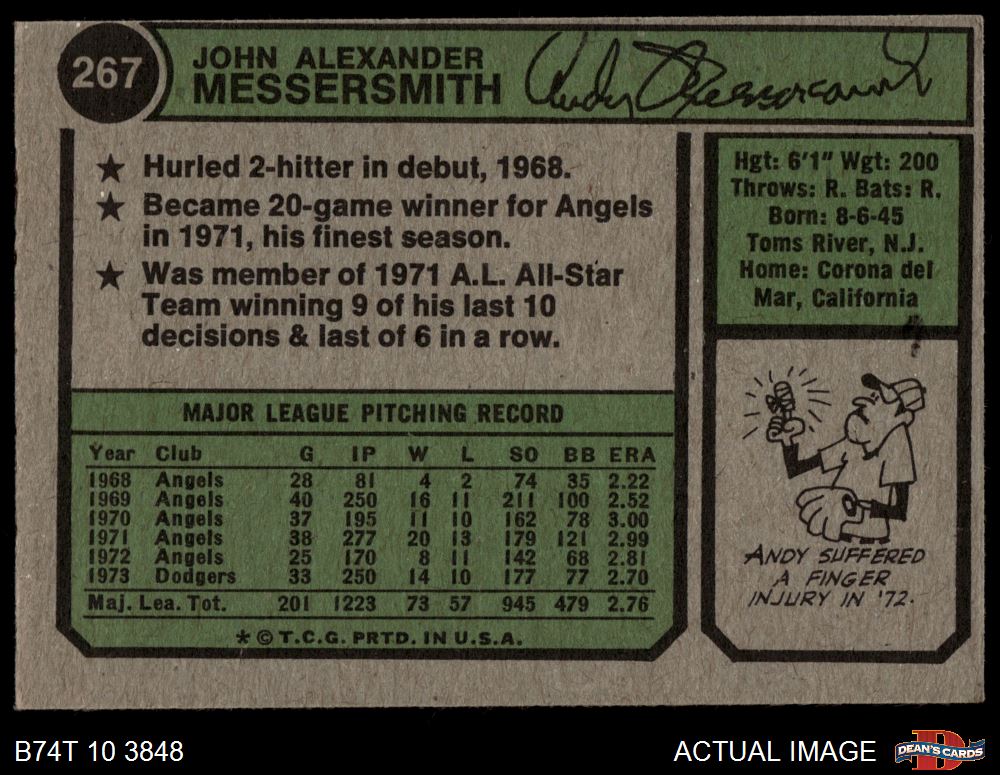 267
JOHN ALEXANDER
MESSERSMITH
Andy Messersmith
★ Hurled 2-hitter in debut, 1968.
★ Became 20-game winner for Angels
in 1971, his finest season.
★ Was member of 1971 A.L. All-Star
Team winning 9 of his last 10
decisions & last of 6 in a row.
Hgt: 6'1" Wgt: 200
Throws: R. Bats: R.
Born: 8-6-45
Toms River, N.J.
Home: Corona del
Mar, California
MAJOR LEAGUE PITCHING RECORD
Year Club G IP W L SO BB ERA
1968 Angels 28 81 4 2 74 35 2.22
1969 Angels 40 250 16 11 211 100 2.52
1970 Angels 37 195 11 10 162 78 3.00
1971 Angels 38 277 20 13 179 121 2.99
1972 Angels 25 170 8 11 142 68 2.81
1973 Dodgers 33 250 14 10 177 77 2.70
Maj. Lea. Tot. 201 1223 73 57 945 479 2.76
* © T.C.G. PRTD. IN U.S.A.
ANDY SUFFERED
A FINGER
INJURY IN '72.
B74T 10 3848
ACTUAL IMAGE
DEAN'S CARDS